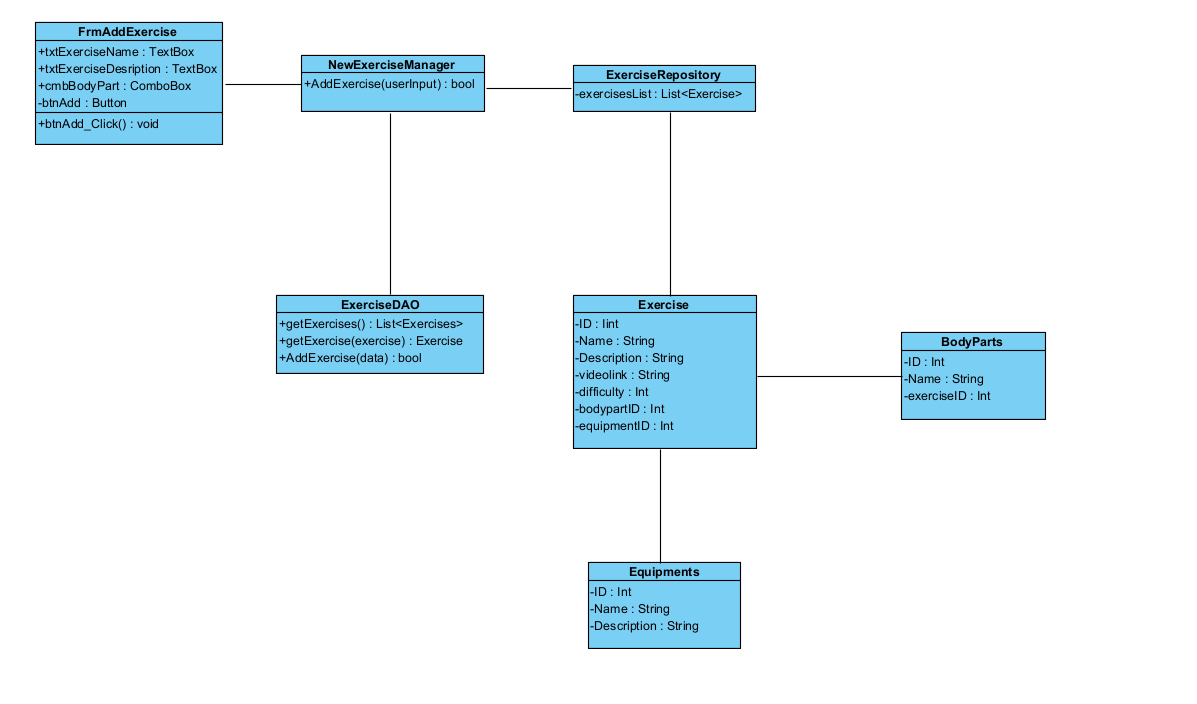 FrmAddExercise
+txtExerciseName : TextBox
+txtExerciseDesription : TextBox
+cmbBodyPart : ComboBox
-btnAdd : Button
+btnAdd_Click() : void
NewExerciseManager
+AddExercise(userInput) : bool
ExerciseRepository
-exercisesList : List<Exercise>
ExerciseDAO
+getExercises() : List<Exercises>
+getExercise(exercise) : Exercise
+AddExercise(data) : bool
Exercise
-ID : Iint
-Name : String
-Description : String
-videolink : String
-difficulty : Int
-bodypartID : Int
-equipmentID : Int
BodyParts
-ID : Int
-Name : String
-exerciseID : Int
Equipments
-ID : Int
-Name : String
-Description : String